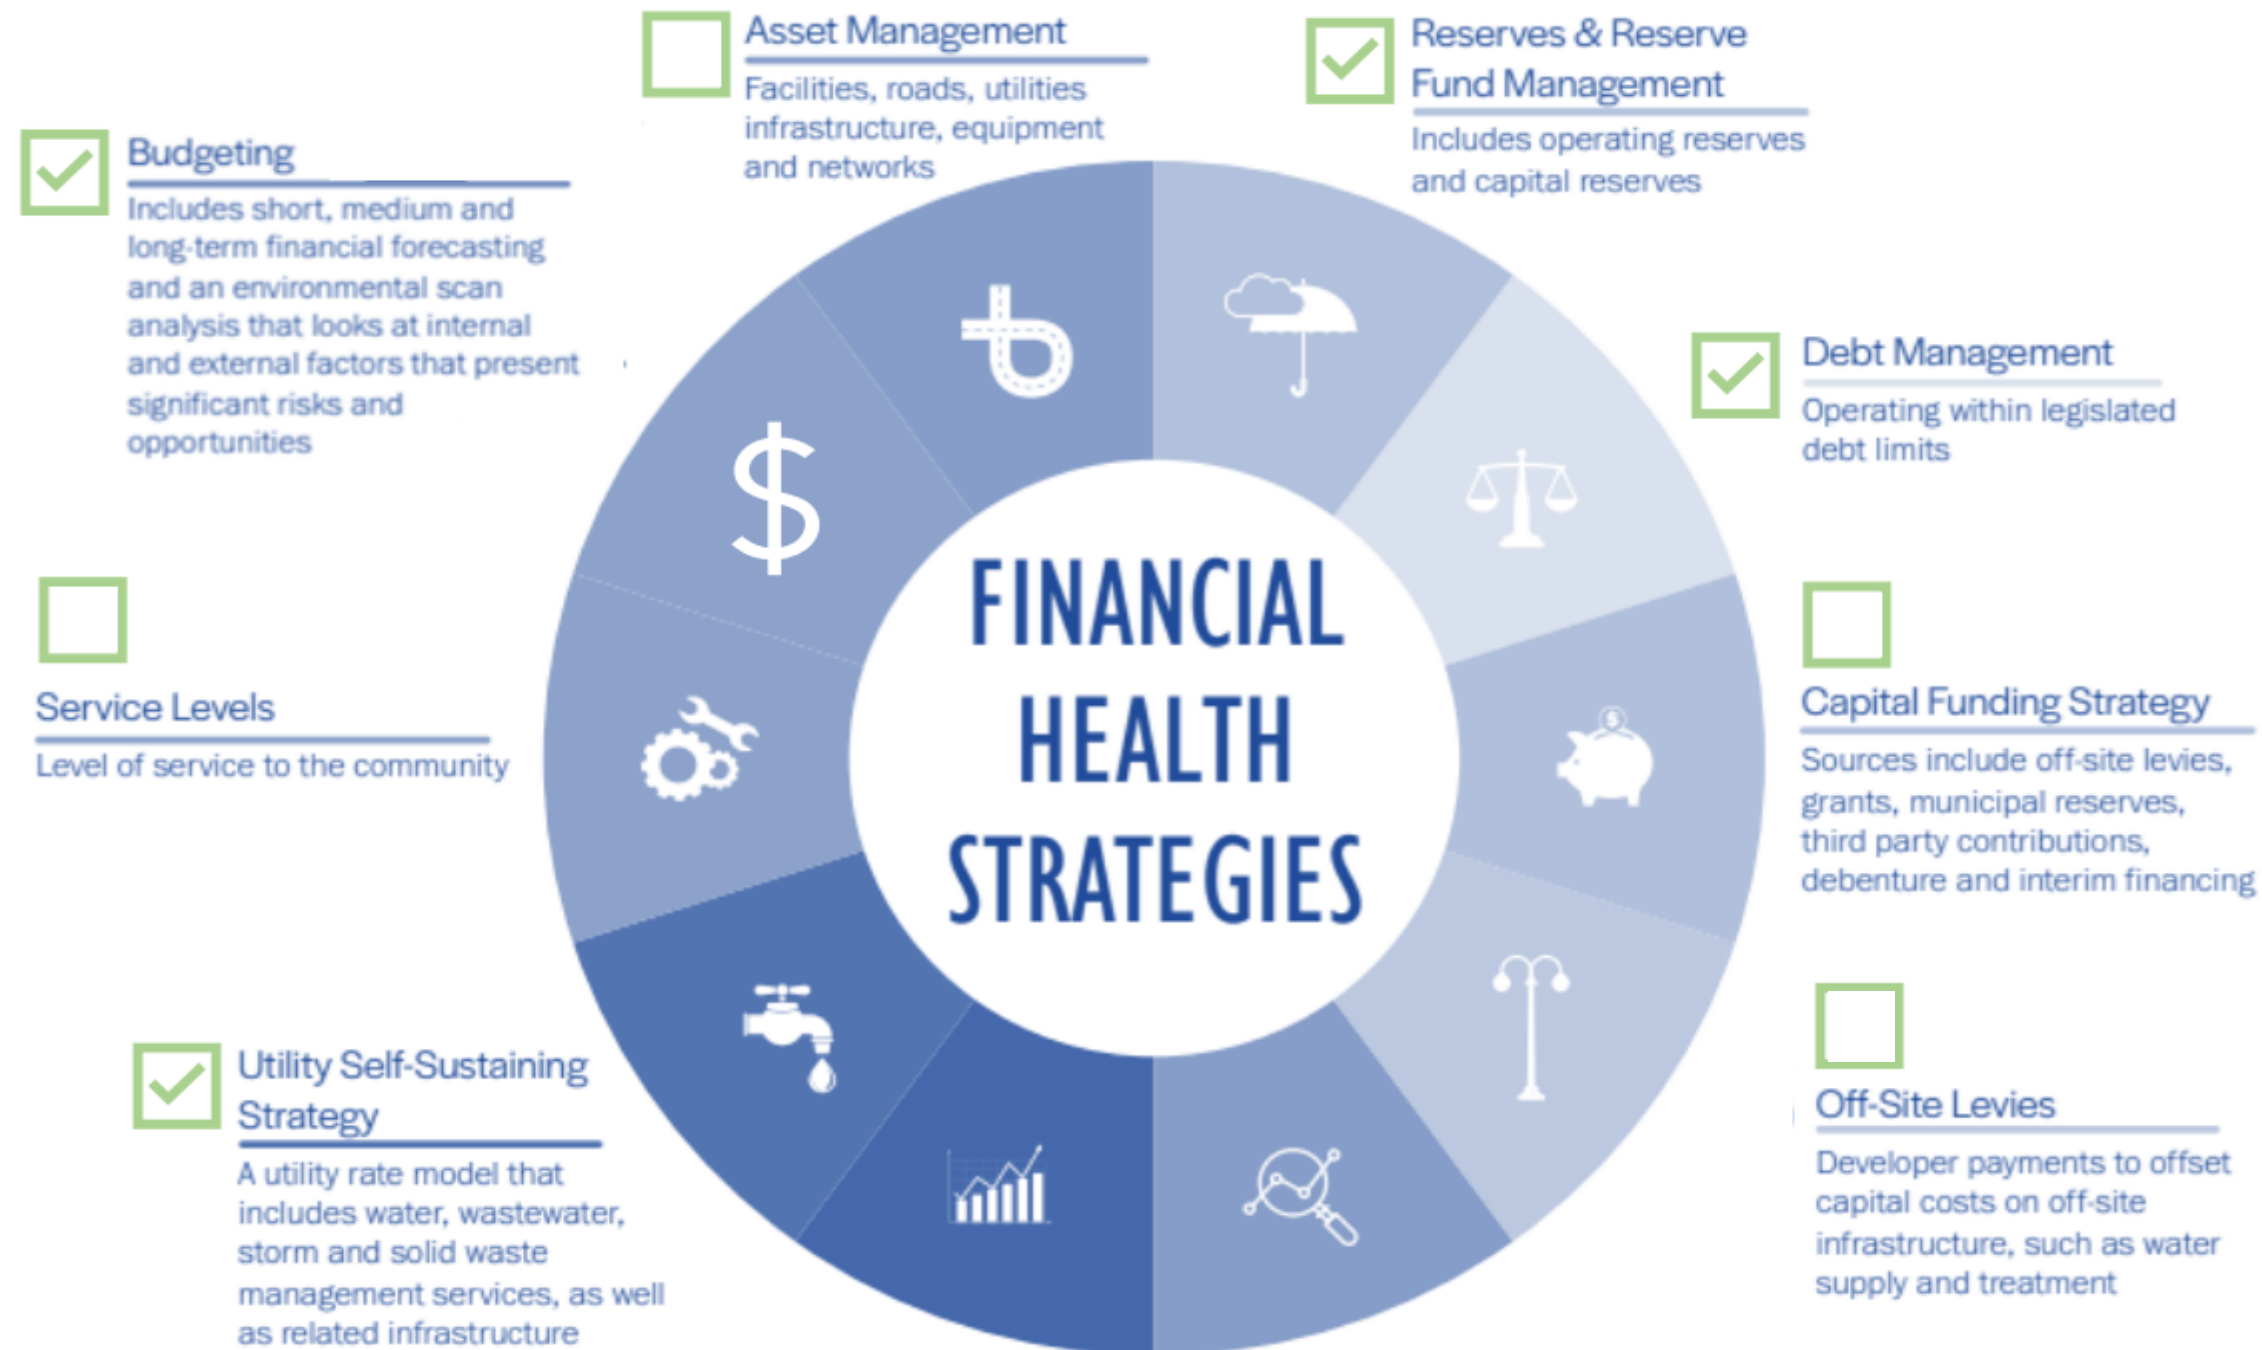 Asset Management
Facilities, roads, utilities
infrastructure, equipment
and networks
Reserves & Reserve
Fund Management
Includes operating reserves
and capital reserves
Budgeting
Includes short, medium and
long-term financial forecasting
and an environmental scan
analysis that looks at internal
and external factors that present
significant risks and
opportunities
Debt Management
Operating within legislated
debt limits
$
FINANCIAL
HEALTH
STRATEGIES
Service Levels
Level of service to the community
$
Capital Funding Strategy
Sources include off-site levies,
grants, municipal reserves,
third party contributions,
debenture and interim financing
Utility Self-Sustaining
Strategy
A utility rate model that
includes water, wastewater,
storm and solid waste
management services, as well
as related infrastructure
Off-Site Levies
Developer payments to offset
capital costs on off-site
infrastructure, such as water
supply and treatment